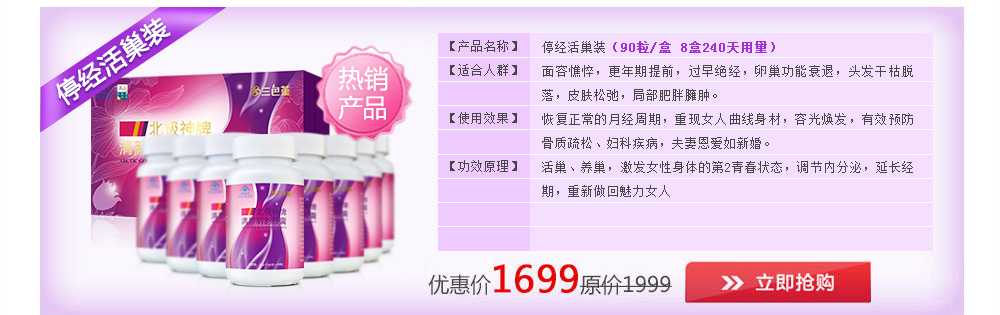 停经活巢装
热销
产品
北极神牌
【产品名称】 停经活巢装（90粒/盒 8盒240天用量）
【适合人群】 面容憔悴，更年期提前，过早绝经，卵巢功能衰退，头发干枯脱
落，皮肤松弛，局部肥胖臃肿。
【使用效果】 恢复正常的月经周期，重现女人曲线身材，容光焕发，有效预防
骨质疏松、妇科疾病，夫妻恩爱如新婚。
【功效原理】 活巢、养巢，激发女性身体的第2青春状态，调节内分泌，延长经
期，重新做回魅力女人
优惠价1699原价1999
立即抢购